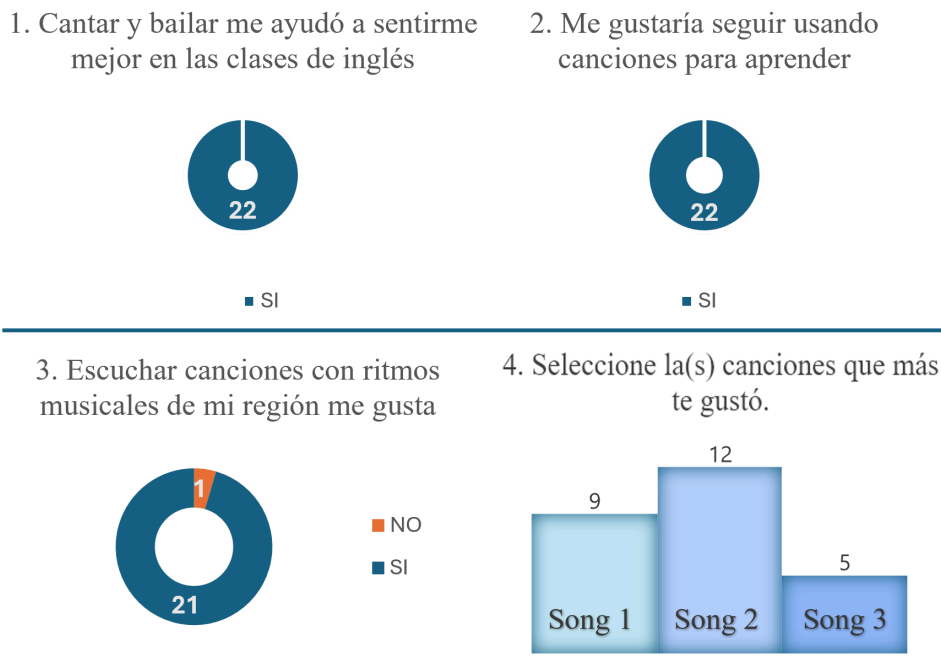 1. Cantar y bailar me ayudó a sentirme
mejor en las clases de inglés
22
SI
2. Me gustaría seguir usando
canciones para aprender
22
SI
3. Escuchar canciones con ritmos
musicales de mi región me gusta
1
21
NO
SI
4. Seleccione la(s) canciones que más
te gustó.
9
12
5
Song 1
Song 2
Song 3